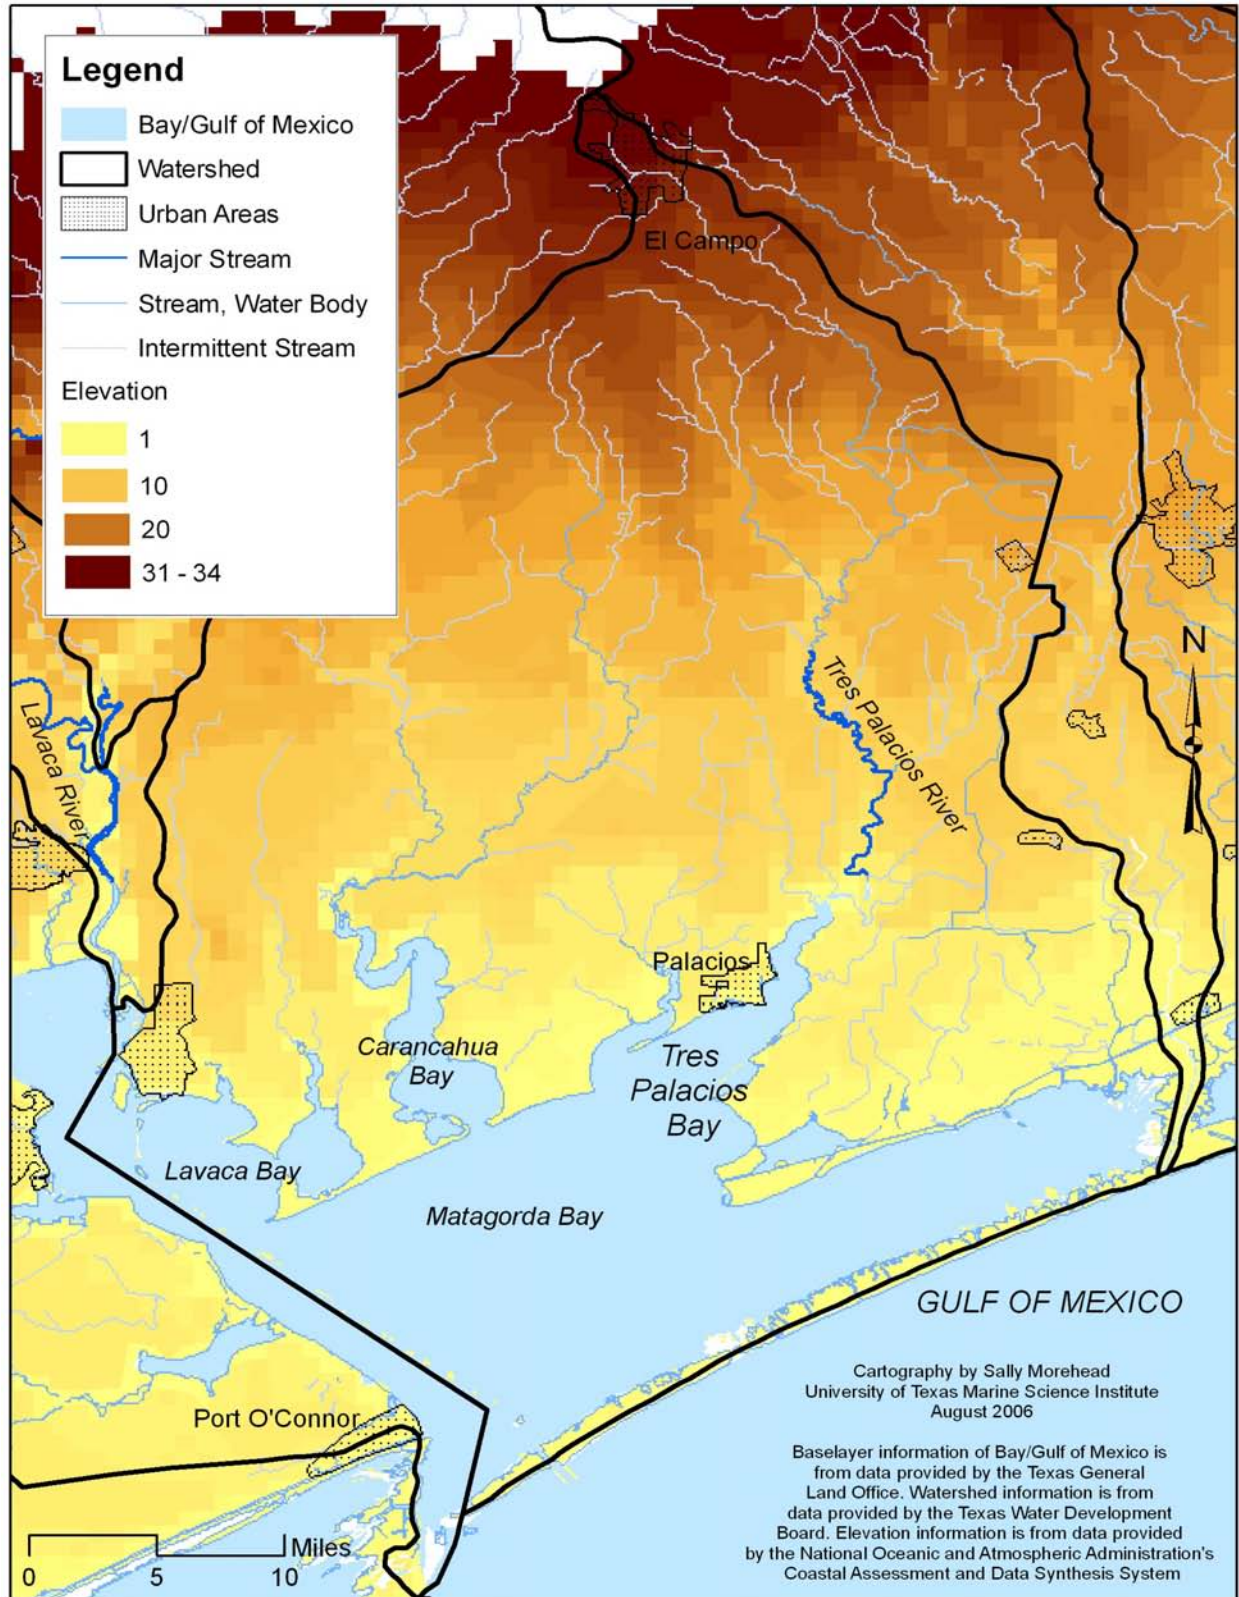 Legend
Bay/Gulf of Mexico
Watershed
Urban Areas
Major Stream
Stream, Water Body
Intermittent Stream
Elevation
1
10
20
31 - 34
El Campo
N
Lavaca River
Tres Palacios River
Palacios
Carancahua
Bay
Tres
Palacios
Bay
Lavaca Bay
Matagorda Bay
GULF OF MEXICO
Cartography by Sally Morehead
University of Texas Marine Science Institute
August 2006
Port O'Connor
Baselayer information of Bay/Gulf of Mexico is
from data provided by the Texas General
Land Office. Watershed information is from
data provided by the Texas Water Development
Board. Elevation information is from data provided
by the National Oceanic and Atmospheric Administration's
Coastal Assessment and Data Synthesis System
Miles
0 5 10